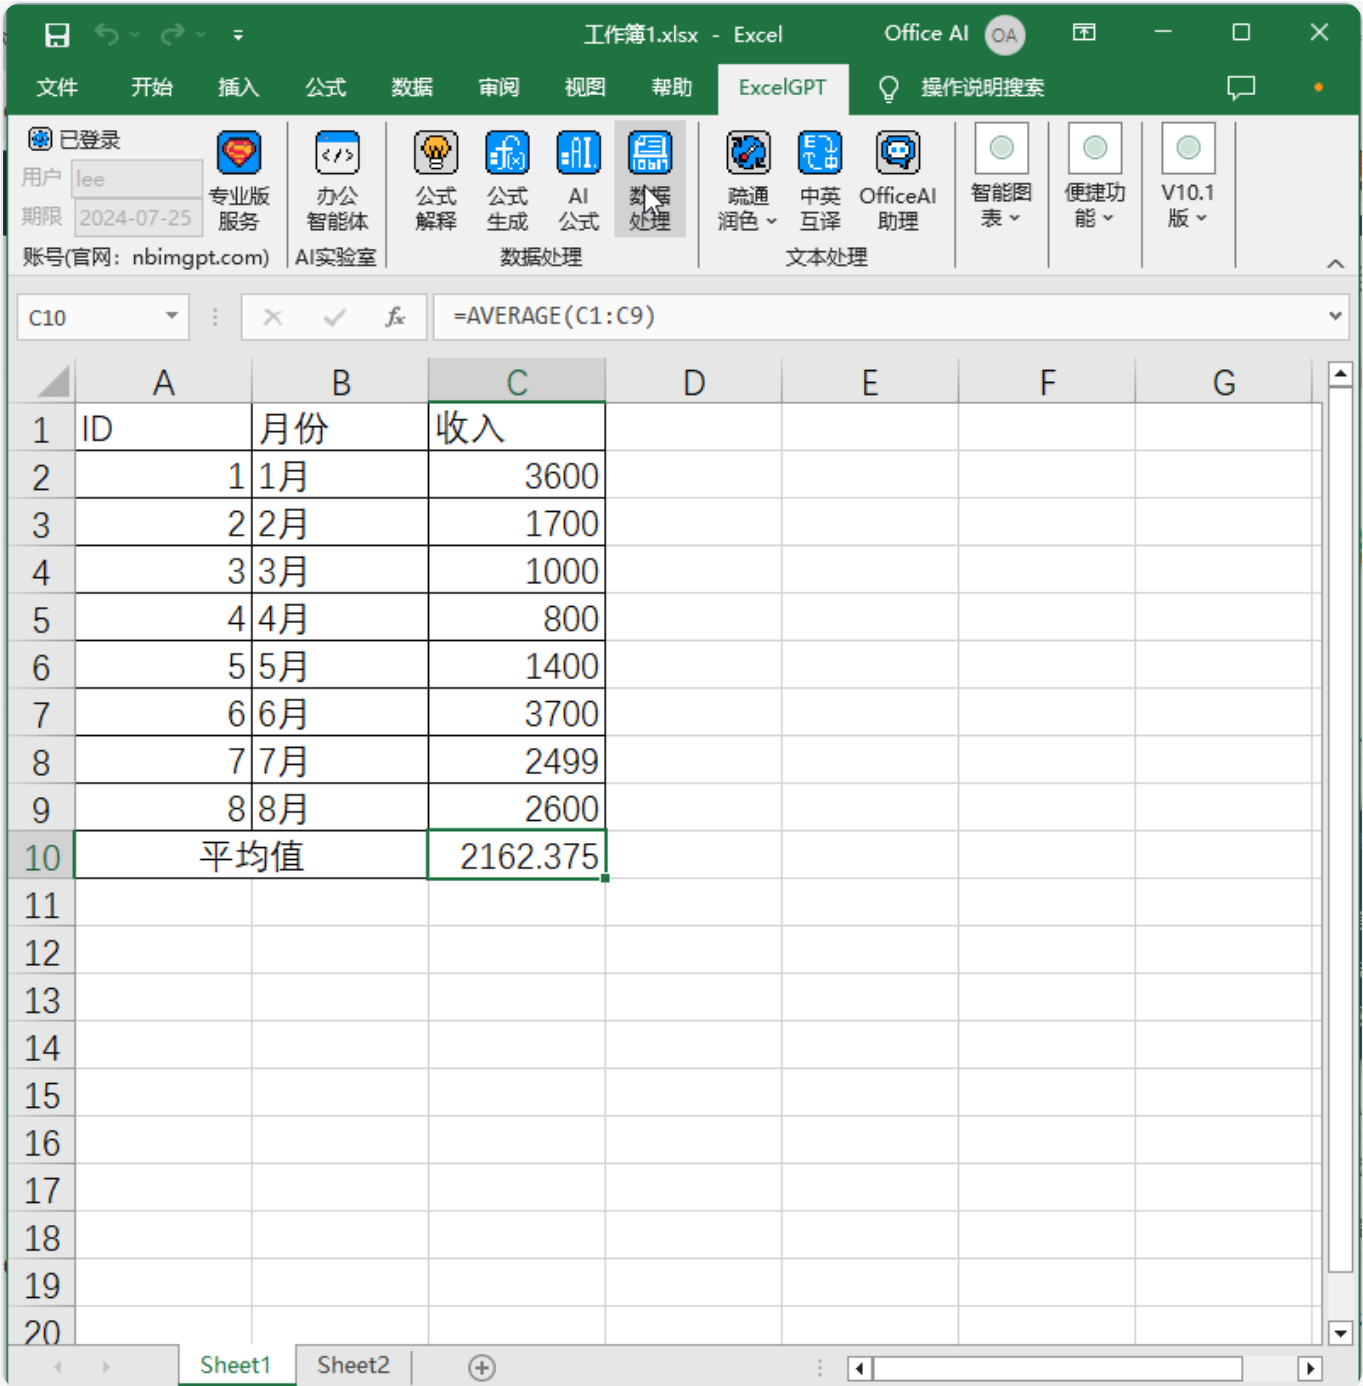 工作簿1.xlsx - Excel Office AI OA
文件 开始 插入 公式 数据 审阅 视图 帮助 ExcelGPT 操作说明搜索
已登录
用户 lee
期限 2024-07-25
账号(官网：nbimgpt.com)
专业版
服务
办公
智能体
AI实验室
公式
解释
公式
生成
AI
公式
数据
处理
数据处理
疏通
润色
中英
互译
OfficeAI
助理
文本处理
智能图
表
便捷功
能
V10.1
版
C10 fx =AVERAGE(C1:C9)
A B C D E F G
1 ID 月份 收入
2 1 1月 3600
3 2 2月 1700
4 3 3月 1000
5 4 4月 800
6 5 5月 1400
7 6 6月 3700
8 7 7月 2499
9 8 8月 2600
10 平均值 2162.375
11
12
13
14
15
16
17
18
19
20
Sheet1 Sheet2